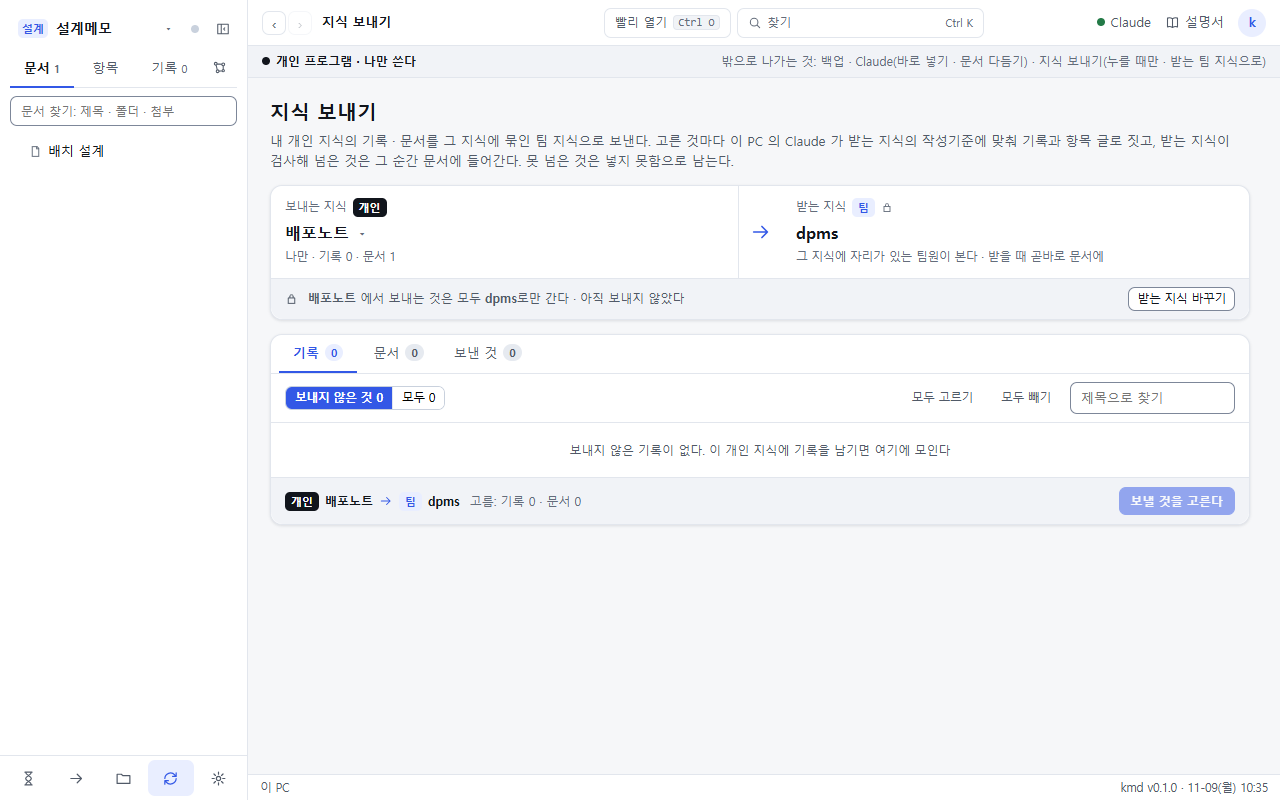 설계 설계메모
문서 1 항목 기록 0
문서 찾기: 제목 · 폴더 · 첨부
배치 설계
지식 보내기
빨리 열기 Ctrl O
찾기 Ctrl K
Claude 설명서 k
개인 프로그램 · 나만 쓴다
밖으로 나가는 것: 백업 · Claude(바로 넣기 · 문서 다듬기) · 지식 보내기(누를 때만 · 받는 팀 지식으로)
지식 보내기
내 개인 지식의 기록 · 문서를 그 지식에 묶인 팀 지식으로 보낸다. 고른 것마다 이 PC 의 Claude 가 받는 지식의 작성기준에 맞춰 기록과 항목 글로 짓고, 받는 지식이
검사해 넘은 것은 그 순간 문서에 들어간다. 못 넘은 것은 넣지 못함으로 남는다.
보내는 지식 개인
배포노트
나만 · 기록 0 · 문서 1
받는 지식 팀
dpms
그 지식에 자리가 있는 팀원이 본다 · 받을 때 곧바로 문서에
배포노트 에서 보내는 것은 모두 dpms로만 간다 · 아직 보내지 않았다
받는 지식 바꾸기
기록 0 문서 0 보낸 것 0
보내지 않은 것 0 모두 0
모두 고르기 모두 빼기 제목으로 찾기
보내지 않은 기록이 없다. 이 개인 지식에 기록을 남기면 여기에 모인다
개인 배포노트 → 팀 dpms 고름: 기록 0 · 문서 0
보낼 것을 고른다
이 PC
kmd v0.1.0 · 11-09(월) 10:35